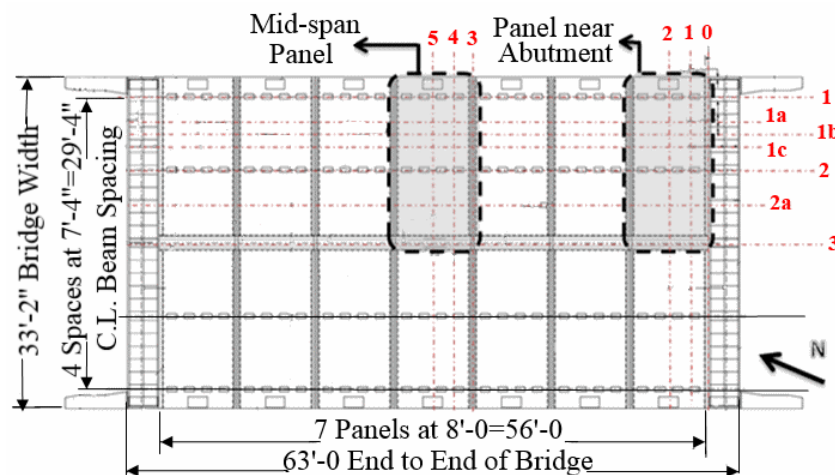 Mid-span
Panel
Panel near
Abutment
5 4 3
2 1 0
1
1a
1b
1c
2
2a
3
33'-2" Bridge Width
4 Spaces at 7'-4"=29'-4"
C.L. Beam Spacing
N
7 Panels at 8'-0=56'-0
63'-0 End to End of Bridge